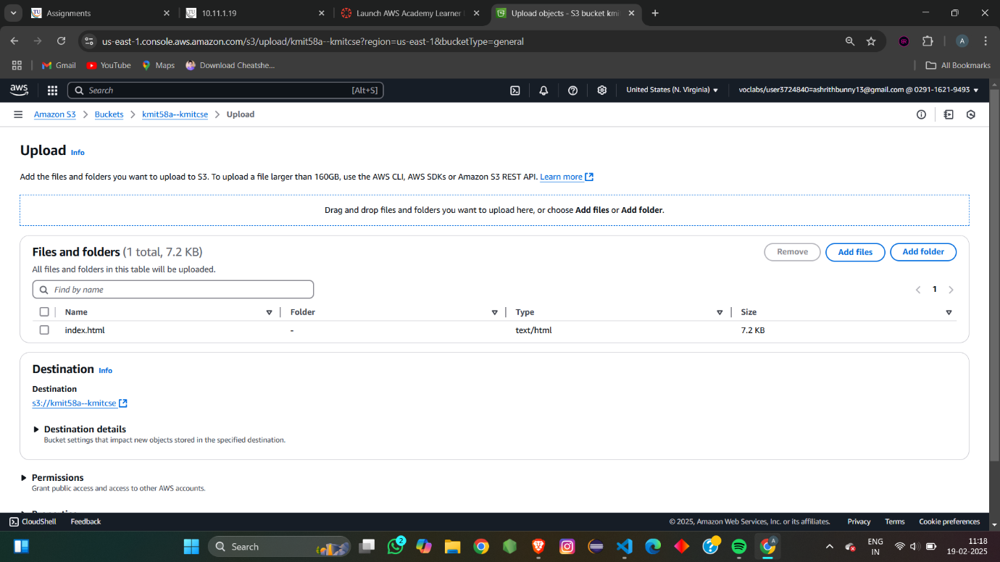 Assignments
10.11.1.19
Launch AWS Academy Learner
Upload objects - S3 bucket kmi
us-east-1.console.aws.amazon.com/s3/upload/kmit58a--kmitcse?region=us-east-1&bucketType=general
Gmail YouTube Maps Download Cheatshe... All Bookmarks
aws Search [Alt+S] United States (N. Virginia) voclabs/user3724840=ashrithbunny13@gmail.com @ 0291-1621-9493
Amazon S3 > Buckets > kmit58a--kmitcse > Upload
Upload Info
Add the files and folders you want to upload to S3. To upload a file larger than 160GB, use the AWS CLI, AWS SDKs or Amazon S3 REST API. Learn more
Drag and drop files and folders you want to upload here, or choose Add files or Add folder.
Files and folders (1 total, 7.2 KB) Remove Add files Add folder
All files and folders in this table will be uploaded.
Find by name 1
Name Folder Type Size
index.html - text/html 7.2 KB
Destination Info
Destination
s3://kmit58a--kmitcse
Destination details
Bucket settings that impact new objects stored in the specified destination.
Permissions
Grant public access and access to other AWS accounts.
CloudShell Feedback © 2025, Amazon Web Services, Inc. or its affiliates. Privacy Terms Cookie preferences
Search 2 ENG 11:18
IN 19-02-2025